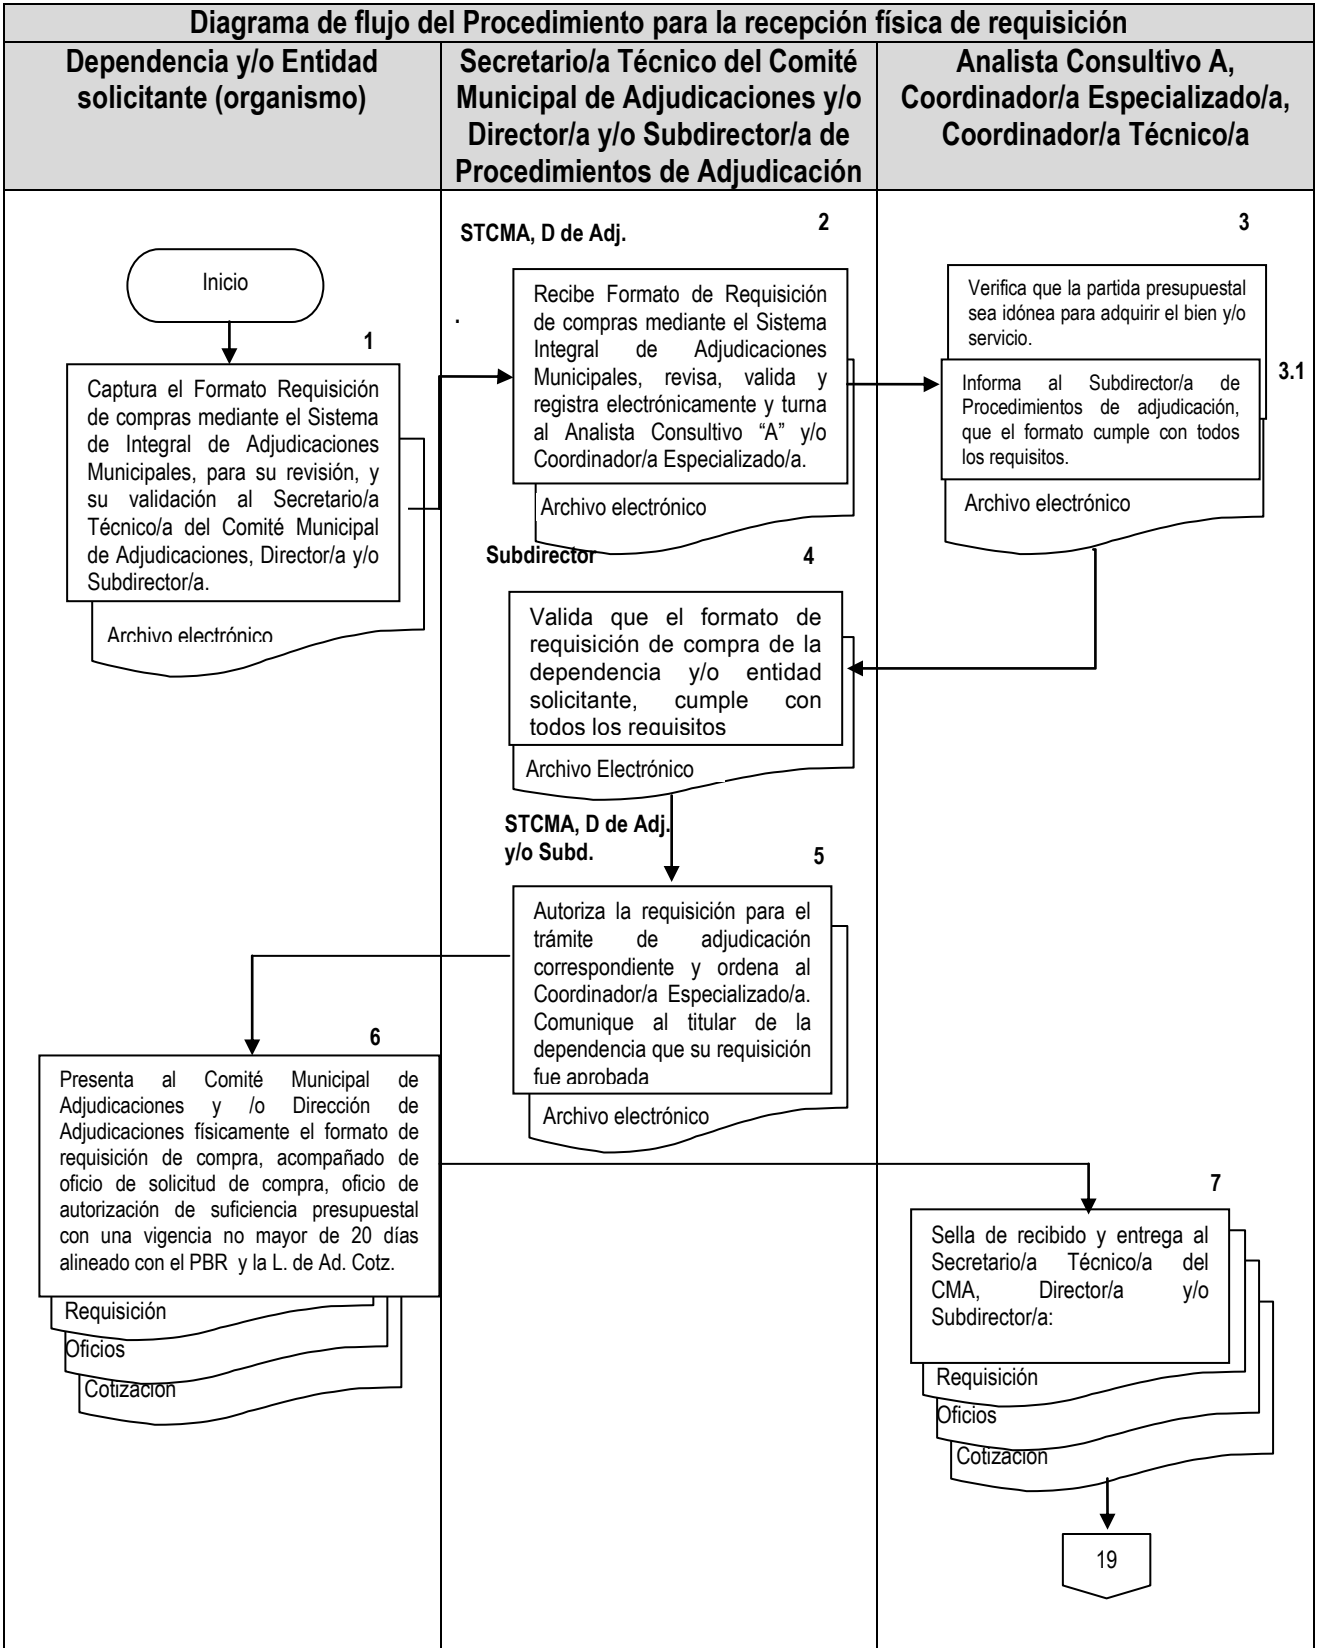 Diagrama de flujo del Procedimiento para la recepción física de requisición
Dependencia y/o Entidad
solicitante (organismo)
Secretario/a Técnico del Comité
Municipal de Adjudicaciones y/o
Director/a y/o Subdirector/a de
Procedimientos de Adjudicación
Analista Consultivo A,
Coordinador/a Especializado/a,
Coordinador/a Técnico/a
Inicio
1
Captura el Formato Requisición
de compras mediante el Sistema
de Integral de Adjudicaciones
Municipales, para su revisión, y
su validación al Secretario/a
Técnico/a del Comité Municipal
de Adjudicaciones, Director/a y/o
Subdirector/a.
Archivo electrónico
STCMA, D de Adj.
2
.
Recibe Formato de Requisición
de compras mediante el Sistema
Integral de Adjudicaciones
Municipales, revisa, valida y
registra electrónicamente y turna
al Analista Consultivo “A” y/o
Coordinador/a Especializado/a.
Archivo electrónico
3
Verifica que la partida presupuestal
sea idónea para adquirir el bien y/o
servicio.
3.1
Informa al Subdirector/a de
Procedimientos de adjudicación,
que el formato cumple con todos
los requisitos.
Archivo electrónico
Subdirector
4
Valida que el formato de
requisición de compra de la
dependencia y/o entidad
solicitante, cumple con
todos los requisitos
Archivo Electrónico
STCMA, D de Adj.
y/o Subd.
5
Autoriza la requisición para el
trámite de adjudicación
correspondiente y ordena al
Coordinador/a Especializado/a.
Comunique al titular de la
dependencia que su requisición
fue aprobada
Archivo electrónico
6
Presenta al Comité Municipal de
Adjudicaciones y /o Dirección de
Adjudicaciones físicamente el formato de
requisición de compra, acompañado de
oficio de solicitud de compra, oficio de
autorización de suficiencia presupuestal
con una vigencia no mayor de 20 días
alineado con el PBR y la L. de Ad. Cotz.
Requisición
Oficios
Cotización
7
Sella de recibido y entrega al
Secretario/a Técnico/a del
CMA, Director/a y/o
Subdirector/a:
Requisición
Oficios
Cotización
19